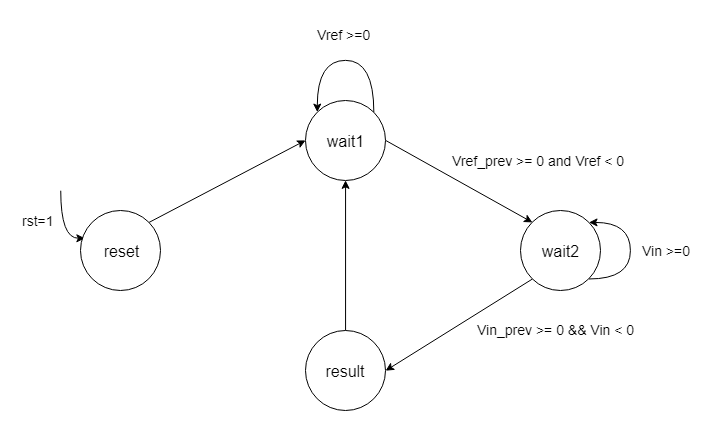 Vref >=0
wait1
Vref_prev >= 0 and Vref < 0
rst=1
reset
wait2
Vin >=0
Vin_prev >= 0 && Vin < 0
result